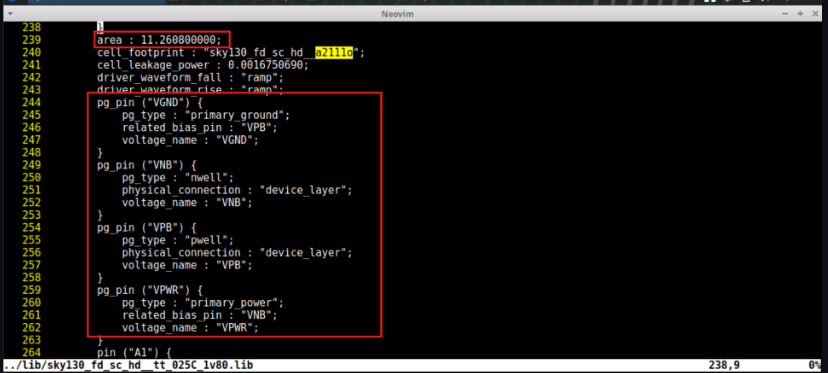 Neovim
238 }
239 area : 11.260800000;
240 cell_footprint : "sky130_fd_sc_hd__a2111o";
241 cell_leakage_power : 0.0016750690;
242 driver_waveform_fall : "ramp";
243 driver_waveform_rise : "ramp";
244 pg_pin ("VGND") {
245 pg_type : "primary_ground";
246 related_bias_pin : "VPB";
247 voltage_name : "VGND";
248 }
249 pg_pin ("VNB") {
250 pg_type : "nwell";
251 physical_connection : "device_layer";
252 voltage_name : "VNB";
253 }
254 pg_pin ("VPB") {
255 pg_type : "pwell";
256 physical_connection : "device_layer";
257 voltage_name : "VPB";
258 }
259 pg_pin ("VPWR") {
260 pg_type : "primary_power";
261 related_bias_pin : "VNB";
262 voltage_name : "VPWR";
263 }
264 pin ("A1") {
../lib/sky130_fd_sc_hd__tt_025C_1v80.lib 238,9 0%